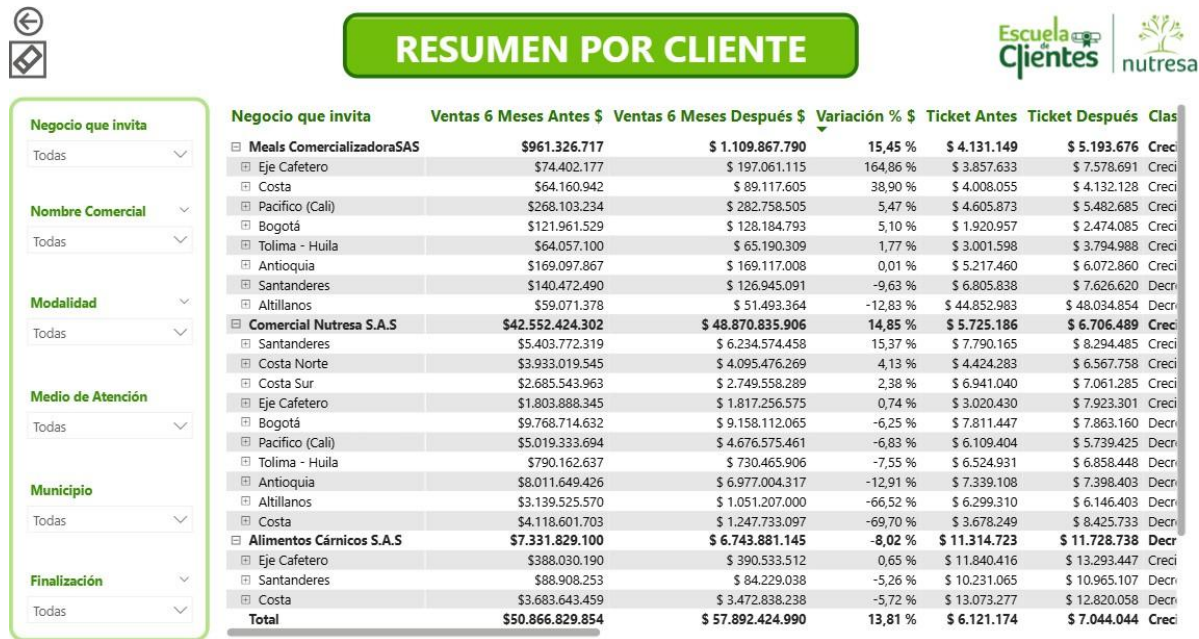 RESUMEN POR CLIENTE
Escuela de Clientes
nutresa
Negocio que invita
Todas
Nombre Comercial
Todas
Modalidad
Todas
Medio de Atención
Todas
Municipio
Todas
Finalización
Todas
Negocio que invita Ventas 6 Meses Antes $ Ventas 6 Meses Después $ Variación % $ Ticket Antes Ticket Después Clas
Meals ComercializadoraSAS $961.326.717 $ 1.109.867.790 15,45 % $ 4.131.149 $ 5.193.676 Creci
Eje Cafetero $74.402.177 $ 197.061.115 164,86 % $ 3.857.633 $ 7.578.691 Creci
Costa $64.160.942 $ 89.117.605 38,90 % $ 4.008.055 $ 4.132.128 Creci
Pacifico (Cali) $268.103.234 $ 282.758.505 5,47 % $ 4.605.873 $ 5.482.685 Creci
Bogotá $121.961.529 $ 128.184.793 5,10 % $ 1.920.957 $ 2.474.085 Creci
Tolima - Huila $64.057.100 $ 65.190.309 1,77 % $ 3.001.598 $ 3.794.988 Creci
Antioquia $169.097.867 $ 169.117.008 0,01 % $ 5.217.460 $ 6.072.860 Creci
Santanderes $140.472.490 $ 126.945.091 -9,63 % $ 6.805.838 $ 7.626.620 Decr
Altillanos $59.071.378 $ 51.493.364 -12,83 % $ 44.852.983 $ 48.034.854 Decr
Comercial Nutresa S.A.S $42.552.424.302 $ 48.870.835.906 14,85 % $ 5.725.186 $ 6.706.489 Creci
Santanderes $5.403.772.319 $ 6.234.574.458 15,37 % $ 7.790.165 $ 8.294.485 Creci
Costa Norte $3.933.019.545 $ 4.095.476.269 4,13 % $ 4.424.283 $ 6.567.758 Creci
Costa Sur $2.685.543.963 $ 2.749.558.289 2,38 % $ 6.941.040 $ 7.061.285 Creci
Eje Cafetero $1.803.888.345 $ 1.817.256.575 0,74 % $ 3.020.430 $ 7.923.301 Creci
Bogotá $9.768.714.632 $ 9.158.112.065 -6,25 % $ 7.811.447 $ 7.863.160 Decr
Pacifico (Cali) $5.019.333.694 $ 4.676.575.461 -6,83 % $ 6.109.404 $ 5.739.425 Decr
Tolima - Huila $790.162.637 $ 730.465.906 -7,55 % $ 6.524.931 $ 6.858.448 Decr
Antioquia $8.011.649.426 $ 6.977.004.317 -12,91 % $ 7.339.108 $ 7.398.403 Decr
Altillanos $3.139.525.570 $ 1.051.207.000 -66,52 % $ 6.299.310 $ 6.146.403 Decr
Costa $4.118.601.703 $ 1.247.733.097 -69,70 % $ 3.678.249 $ 8.425.733 Decr
Alimentos Cárnicos S.A.S $7.331.829.100 $ 6.743.881.145 -8,02 % $ 11.314.723 $ 11.728.738 Decr
Eje Cafetero $388.030.190 $ 390.533.512 0,65 % $ 11.840.416 $ 13.293.447 Creci
Santanderes $88.908.253 $ 84.229.038 -5,26 % $ 10.231.065 $ 10.965.107 Decr
Costa $3.683.643.459 $ 3.472.838.238 -5,72 % $ 13.073.277 $ 12.820.058 Decr
Total $50.866.829.854 $ 57.892.424.990 13,81 % $ 6.121.174 $ 7.044.044 Creci